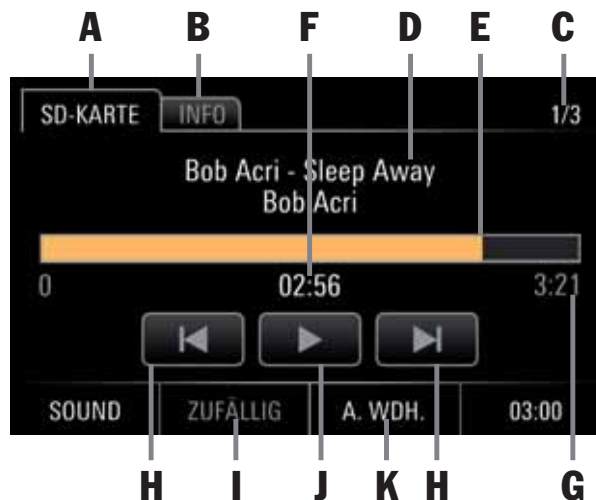 A B F D E C
SD-KARTE INFO 1/3
Bob Acri - Sleep Away
Bob Acri
0 02:56 3:21
SOUND ZUFÄLLIG A. WDH. 03:00
H I J K H G